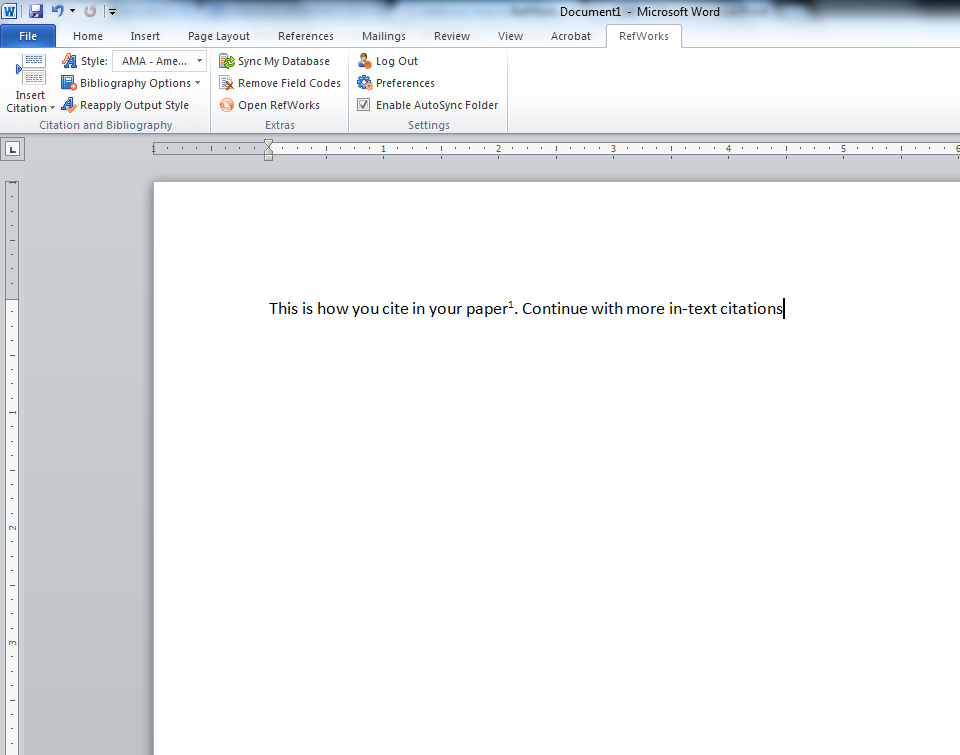 Document1 - Microsoft Word
File Home Insert Page Layout References Mailings Review View Acrobat RefWorks
Insert Citation
Style: AMA - Ame...
Bibliography Options
Reapply Output Style
Citation and Bibliography
Sync My Database
Remove Field Codes
Open RefWorks
Extras
Log Out
Preferences
Enable AutoSync Folder
Settings
1 1 2 3 4 5 6
This is how you cite in your paper¹. Continue with more in-text citations
1
2
3